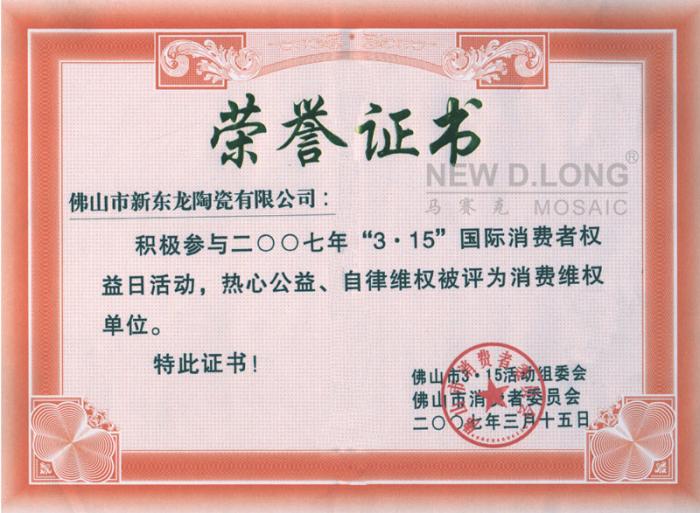 荣誉证书
NEW D.LONG®
马赛克 MOSAIC
佛山市新东龙陶瓷有限公司:
积极参与二〇〇七年“3·15”国际消费者权
益日活动,热心公益、自律维权被评为消费维权
单位。
特此证书!
佛山市3·15活动组委会
佛山市消费者委员会
二〇〇七年三月十五日